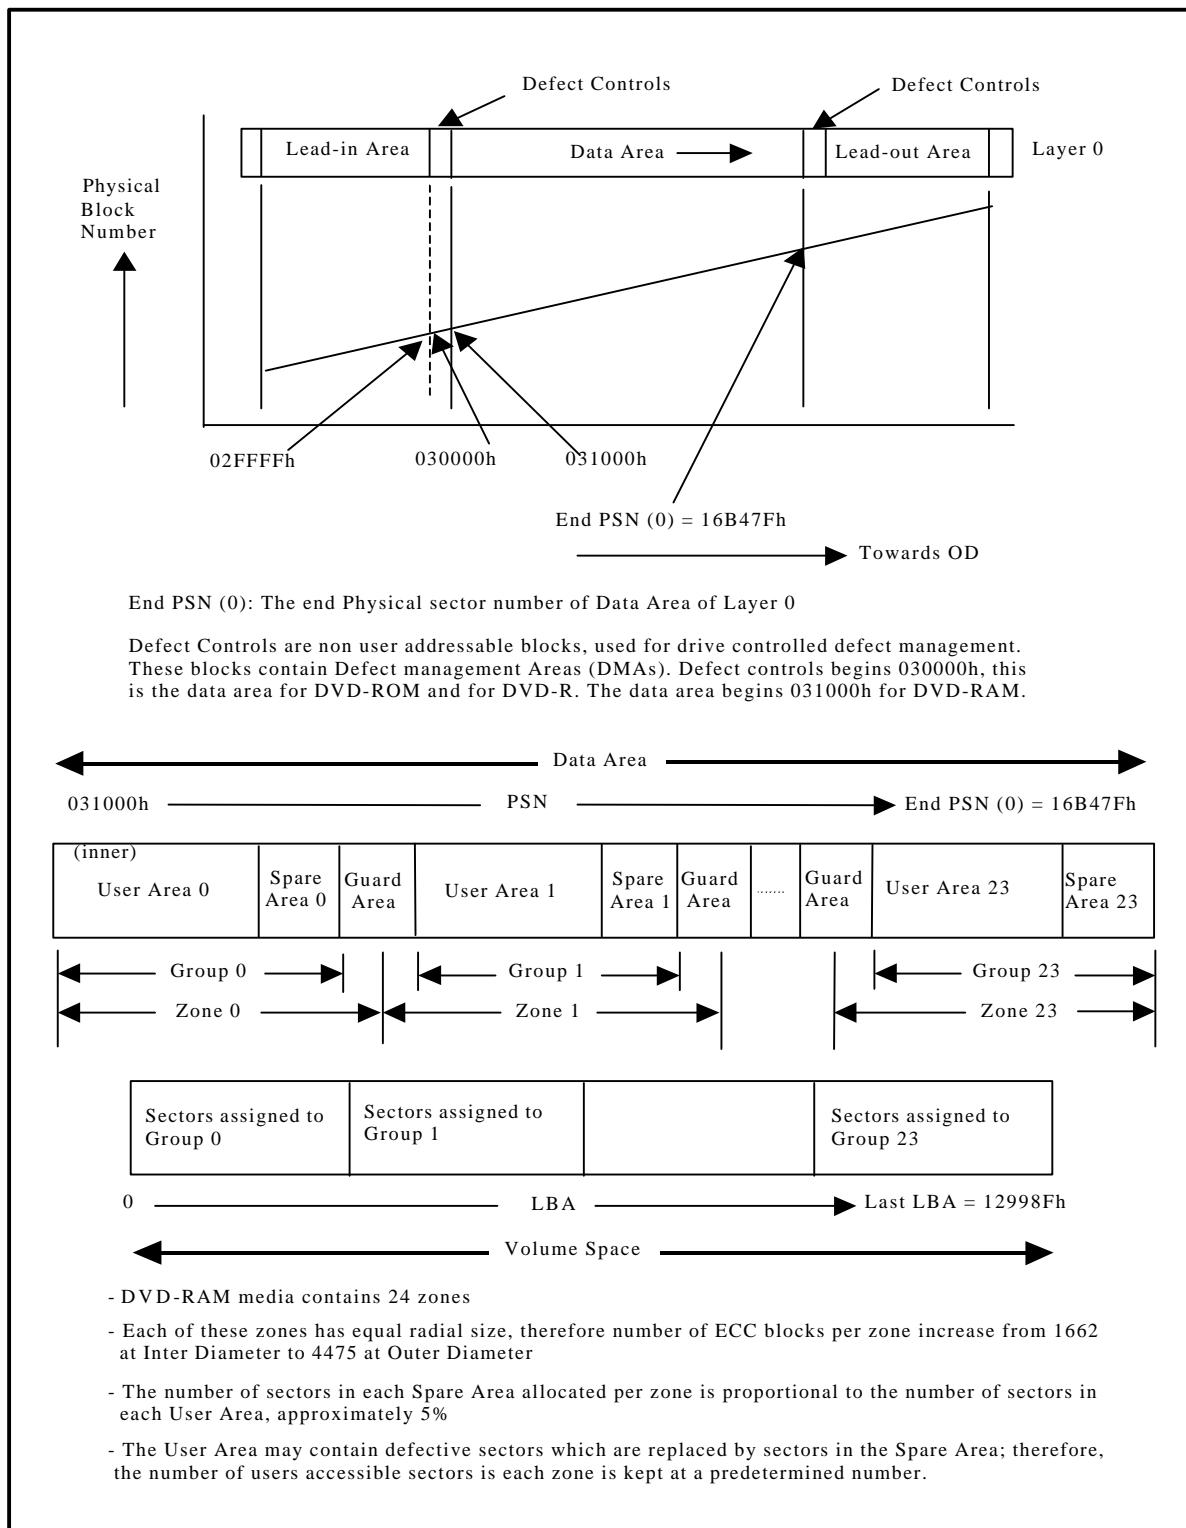 Defect Controls
Defect Controls
Lead-in Area
Data Area
Lead-out Area
Layer 0
Physical
Block
Number
02FFFFh
030000h
031000h
End PSN (0) = 16B47Fh
Towards OD
End PSN (0): The end Physical sector number of Data Area of Layer 0
Defect Controls are non user addressable blocks, used for drive controlled defect management.
These blocks contain Defect management Areas (DMAs). Defect controls begins 030000h, this
is the data area for DVD-ROM and for DVD-R. The data area begins 031000h for DVD-RAM.
Data Area
031000h
PSN
End PSN (0) = 16B47Fh
(inner)
User Area 0
Spare
Area 0
Guard
Area
User Area 1
Spare
Area 1
Guard
Area
.......
Guard
Area
User Area 23
Spare
Area 23
Group 0
Group 1
Group 23
Zone 0
Zone 1
Zone 23
Sectors assigned to
Group 0
Sectors assigned to
Group 1
Sectors assigned to
Group 23
0
LBA
Last LBA = 12998Fh
Volume Space
- DVD-RAM media contains 24 zones
- Each of these zones has equal radial size, therefore number of ECC blocks per zone increase from 1662
at Inter Diameter to 4475 at Outer Diameter
- The number of sectors in each Spare Area allocated per zone is proportional to the number of sectors in
each User Area, approximately 5%
- The User Area may contain defective sectors which are replaced by sectors in the Spare Area; therefore,
the number of users accessible sectors is each zone is kept at a predetermined number.